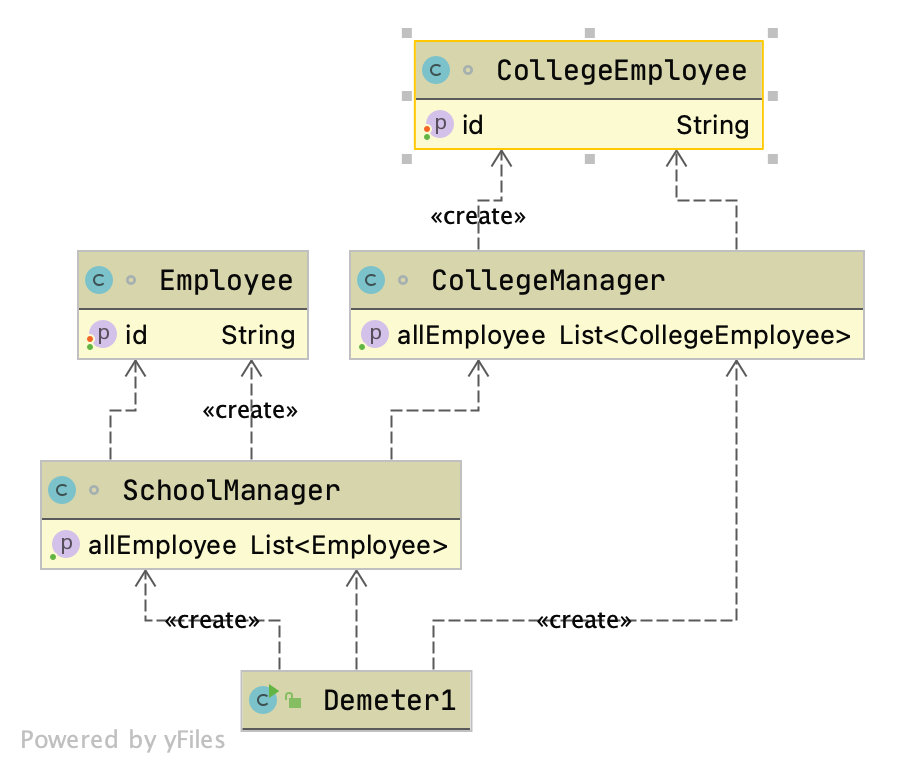 CollegeEmployee
id String
«create»
Employee
id String
CollegeManager
allEmployee List<CollegeEmployee>
«create»
SchoolManager
allEmployee List<Employee>
«create»
«create»
Demeter1
Powered by yFiles